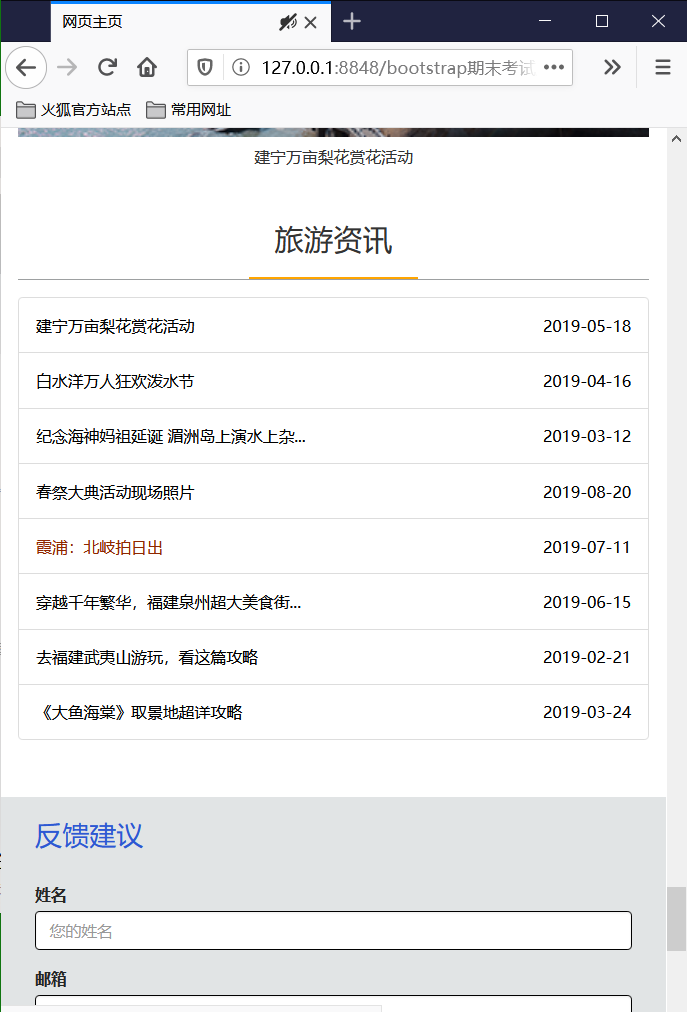 网页主页
127.0.0.1:8848/bootstrap期末考试
火狐官方站点 常用网址
建宁万亩梨花赏花活动
旅游资讯
建宁万亩梨花赏花活动 2019-05-18
白水洋万人狂欢泼水节 2019-04-16
纪念海神妈祖延诞 湄洲岛上演水上杂... 2019-03-12
春祭大典活动现场照片 2019-08-20
霞浦：北岐拍日出 2019-07-11
穿越千年繁华，福建泉州超大美食街... 2019-06-15
去福建武夷山游玩，看这篇攻略 2019-02-21
《大鱼海棠》取景地超详攻略 2019-03-24
反馈建议
姓名
您的姓名
邮箱